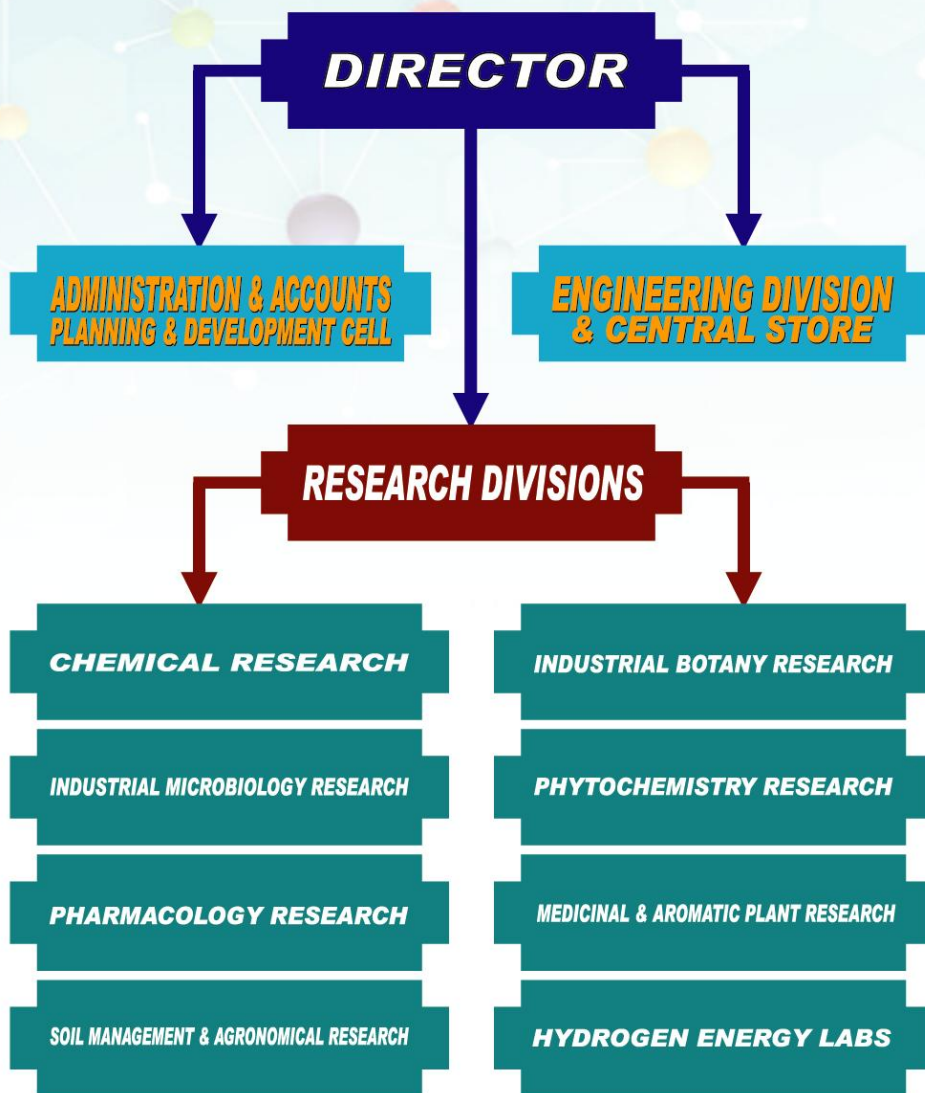 DIRECTOR
ADMINISTRATION & ACCOUNTS
PLANNING & DEVELOPMENT CELL
ENGINEERING DIVISION
& CENTRAL STORE
RESEARCH DIVISIONS
CHEMICAL RESEARCH
INDUSTRIAL BOTANY RESEARCH
INDUSTRIAL MICROBIOLOGY RESEARCH
PHYTOCHEMISTRY RESEARCH
PHARMACOLOGY RESEARCH
MEDICINAL & AROMATIC PLANT RESEARCH
SOIL MANAGEMENT & AGRONOMICAL RESEARCH
HYDROGEN ENERGY LABS